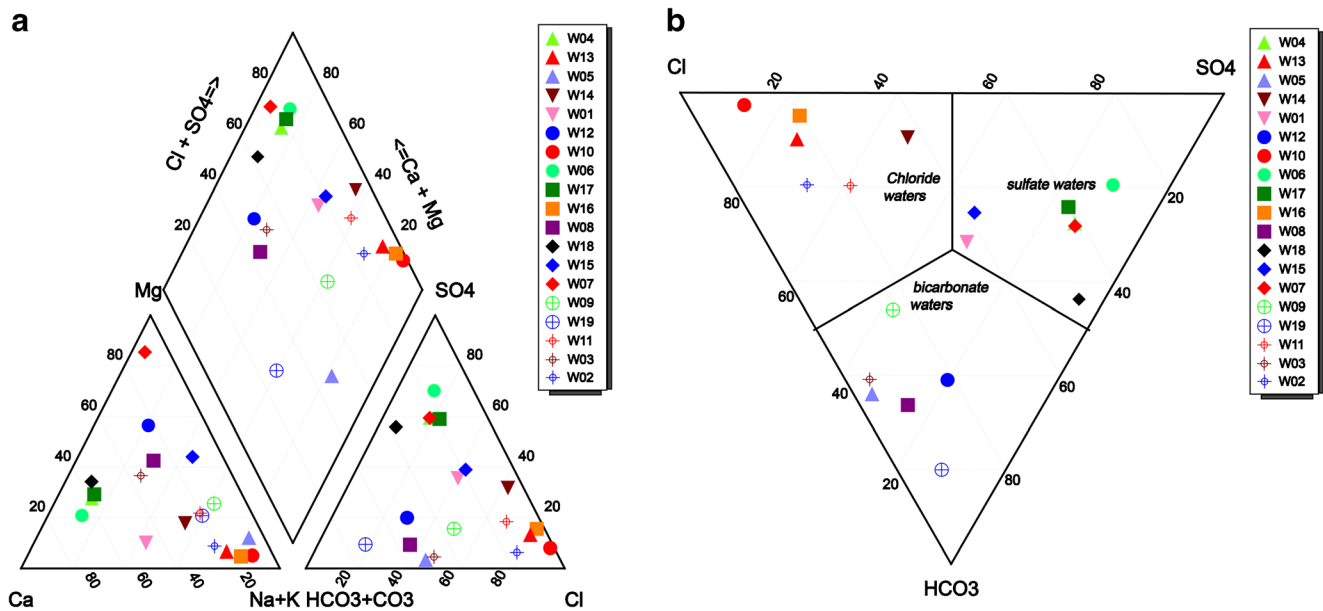 a
80
80
60
60
40
40
20
20
Cl + SO4=>
<=Ca + Mg
Mg
SO4
80
60
40
20
80
60
40
20
80
60
40
20
20
40
60
80
Ca
Na+K HCO3+CO3
Cl
W04
W13
W05
W14
W01
W12
W10
W06
W17
W16
W08
W18
W15
W07
W09
W19
W11
W03
W02
b
Cl
SO4
20
40
60
80
Chloride
waters
sulfate waters
bicarbonate
waters
80
60
20
20
40
60
80
HCO3
W04
W13
W05
W14
W01
W12
W10
W06
W17
W16
W08
W18
W15
W07
W09
W19
W11
W03
W02